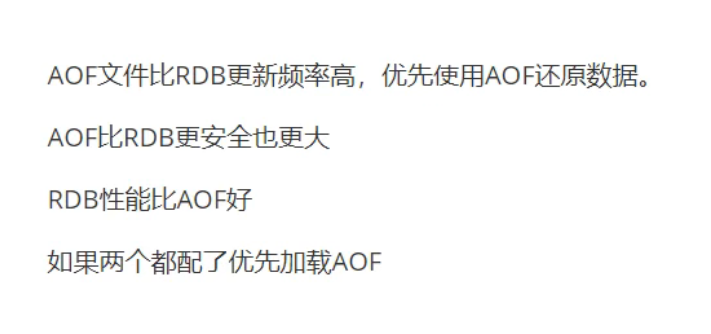 AOF文件比RDB更新频率高，优先使用AOF还原数据。
AOF比RDB更安全也更大
RDB性能比AOF好
如果两个都配了优先加载AOF